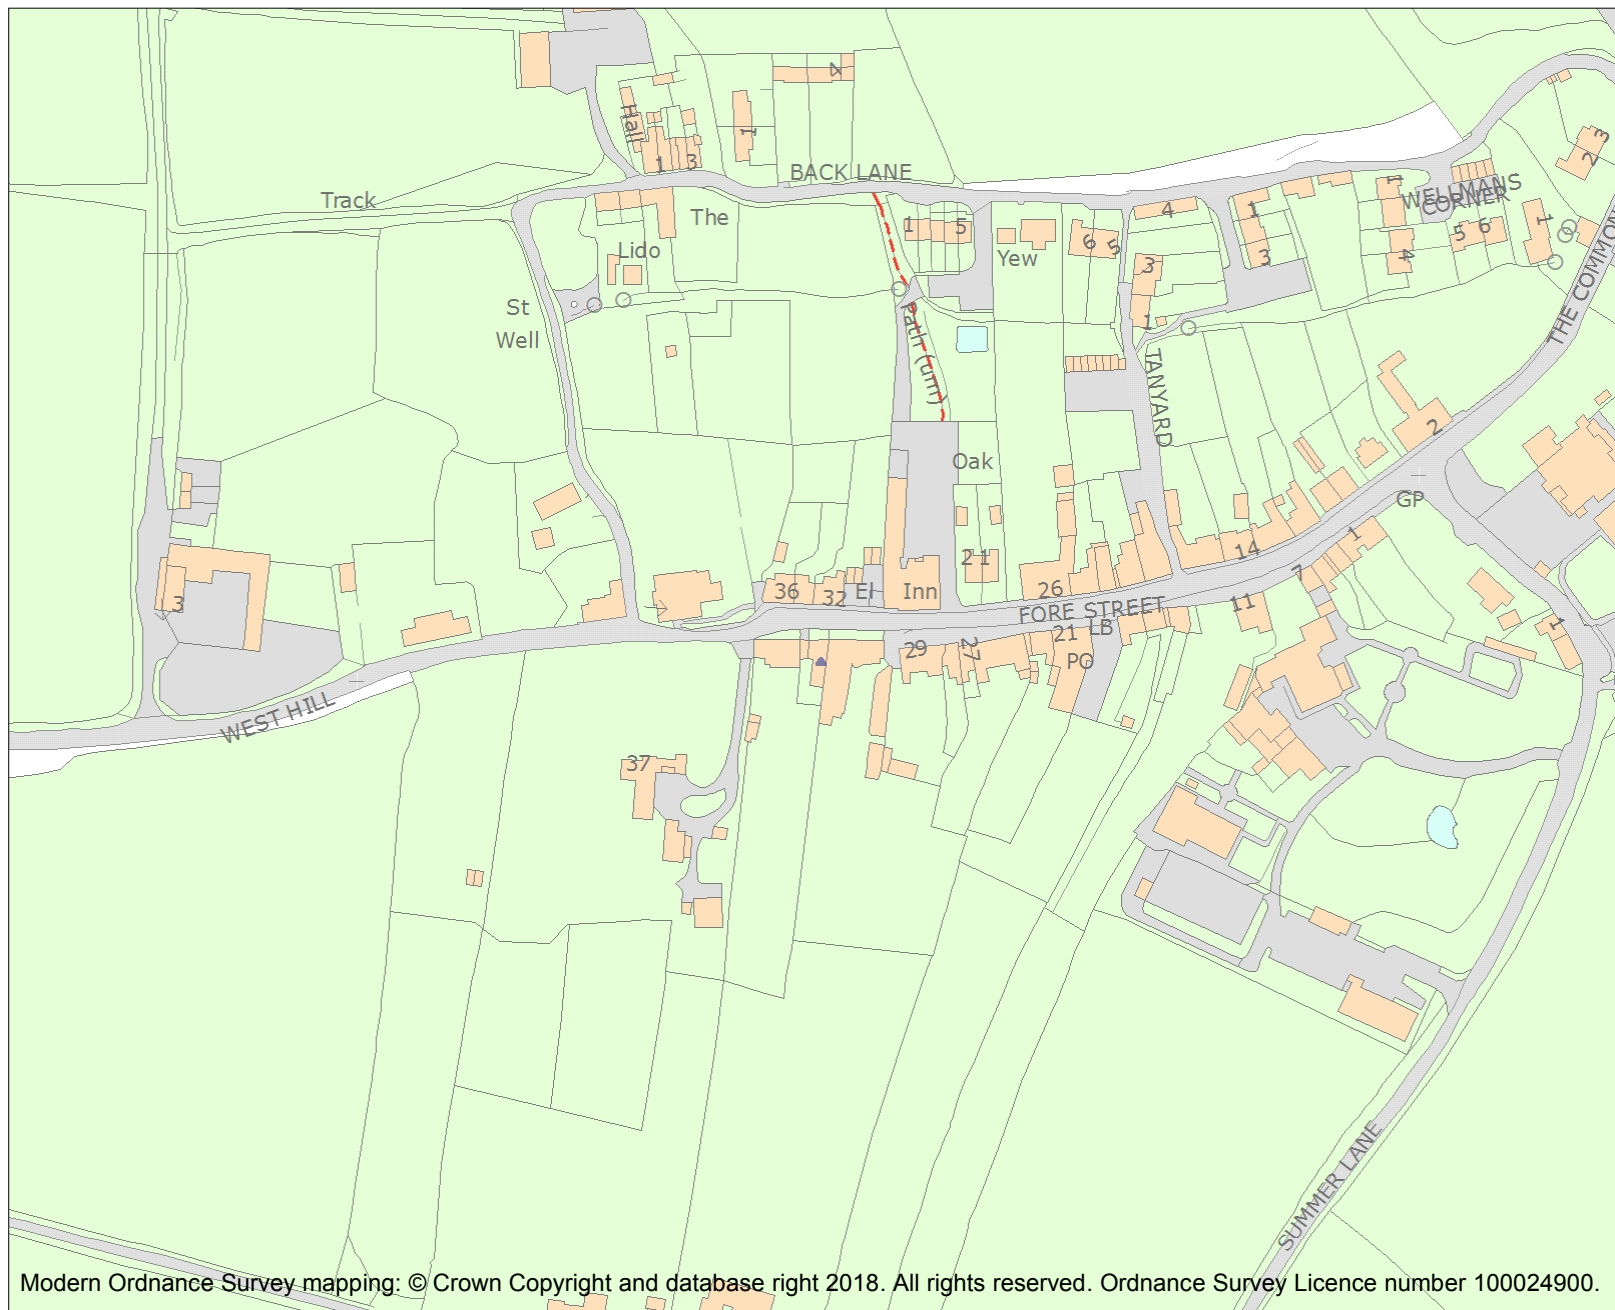 4
Hall
1
1 3
BACK LANE
Track
The
Lido
1 5
Yew
6 5
4
3
1
1
3
1
WELLMANS
CORNER
4
5 6
1
2 3
THE COMMON
St
Well
Path (um)
TANYARD
Oak
2
GP
3
36
32
El
Inn
2 1
26
14
1
7
11
1
FORE STREET
LB
21
PO
29
27
WEST HILL
37
SUMMER LANE
Modern Ordnance Survey mapping: © Crown Copyright and database right 2018. All rights reserved. Ordnance Survey Licence number 100024900.